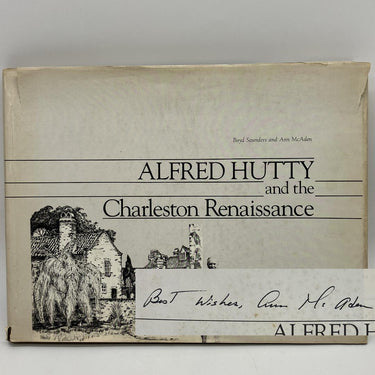 Boyd Saunders and Ann McAden
ALFRED HUTTY
and the
Charleston Renaissance
Best Wishes, Ann McAden
ALFRED H